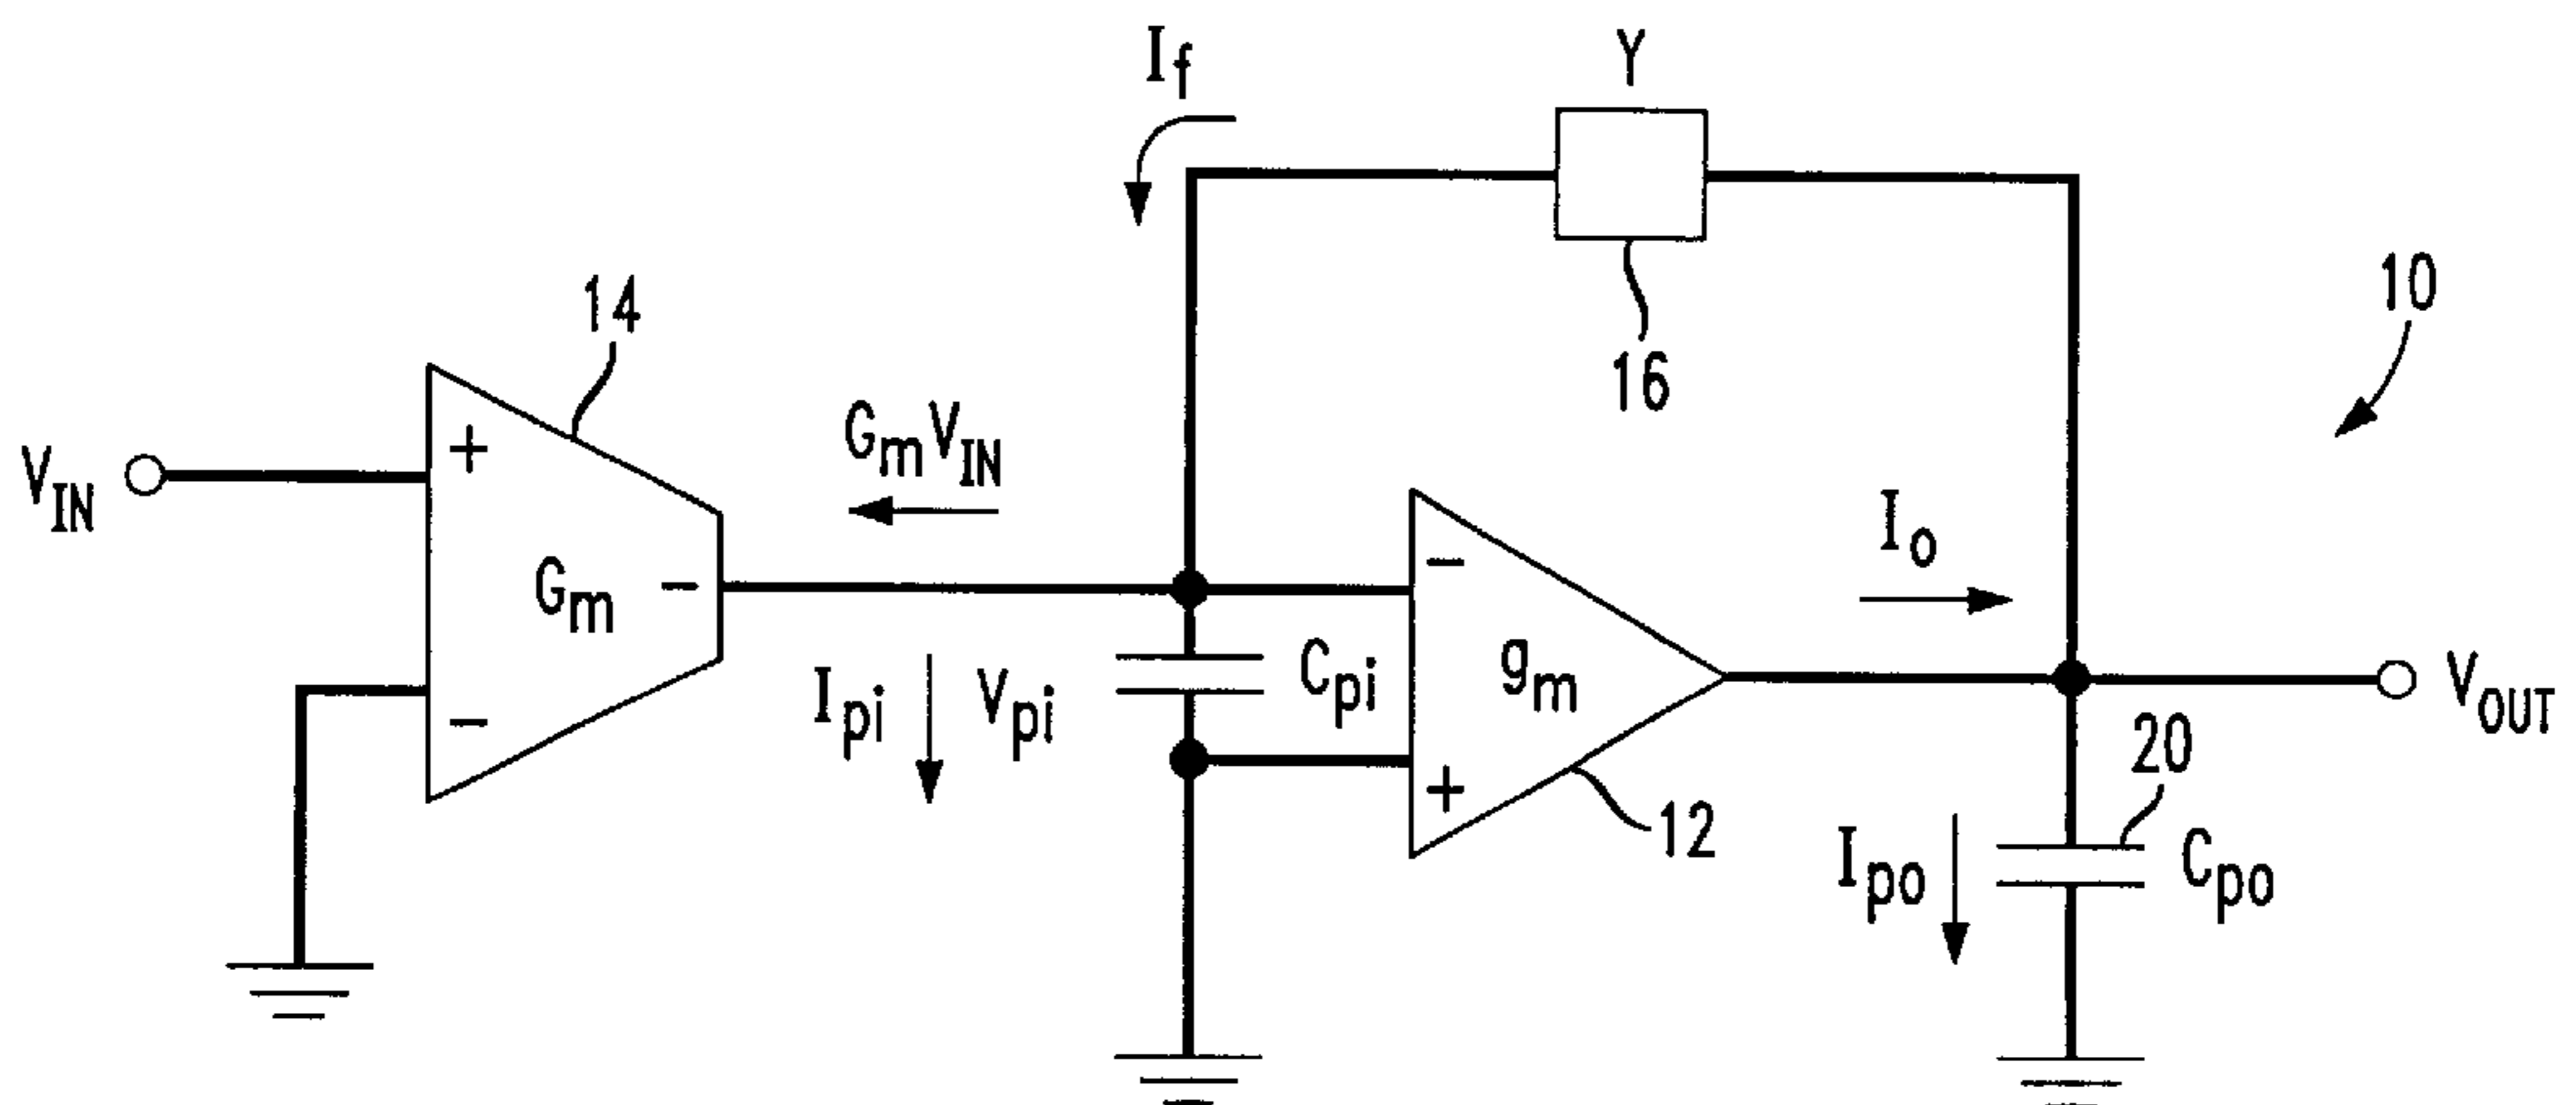 I_f
Y
10
14
16
G_mV_IN
V_IN
+
−
I_o
G_m
−
g_m
I_pi
V_pi
C_pi
V_OUT
−
+
20
12
I_po
C_po